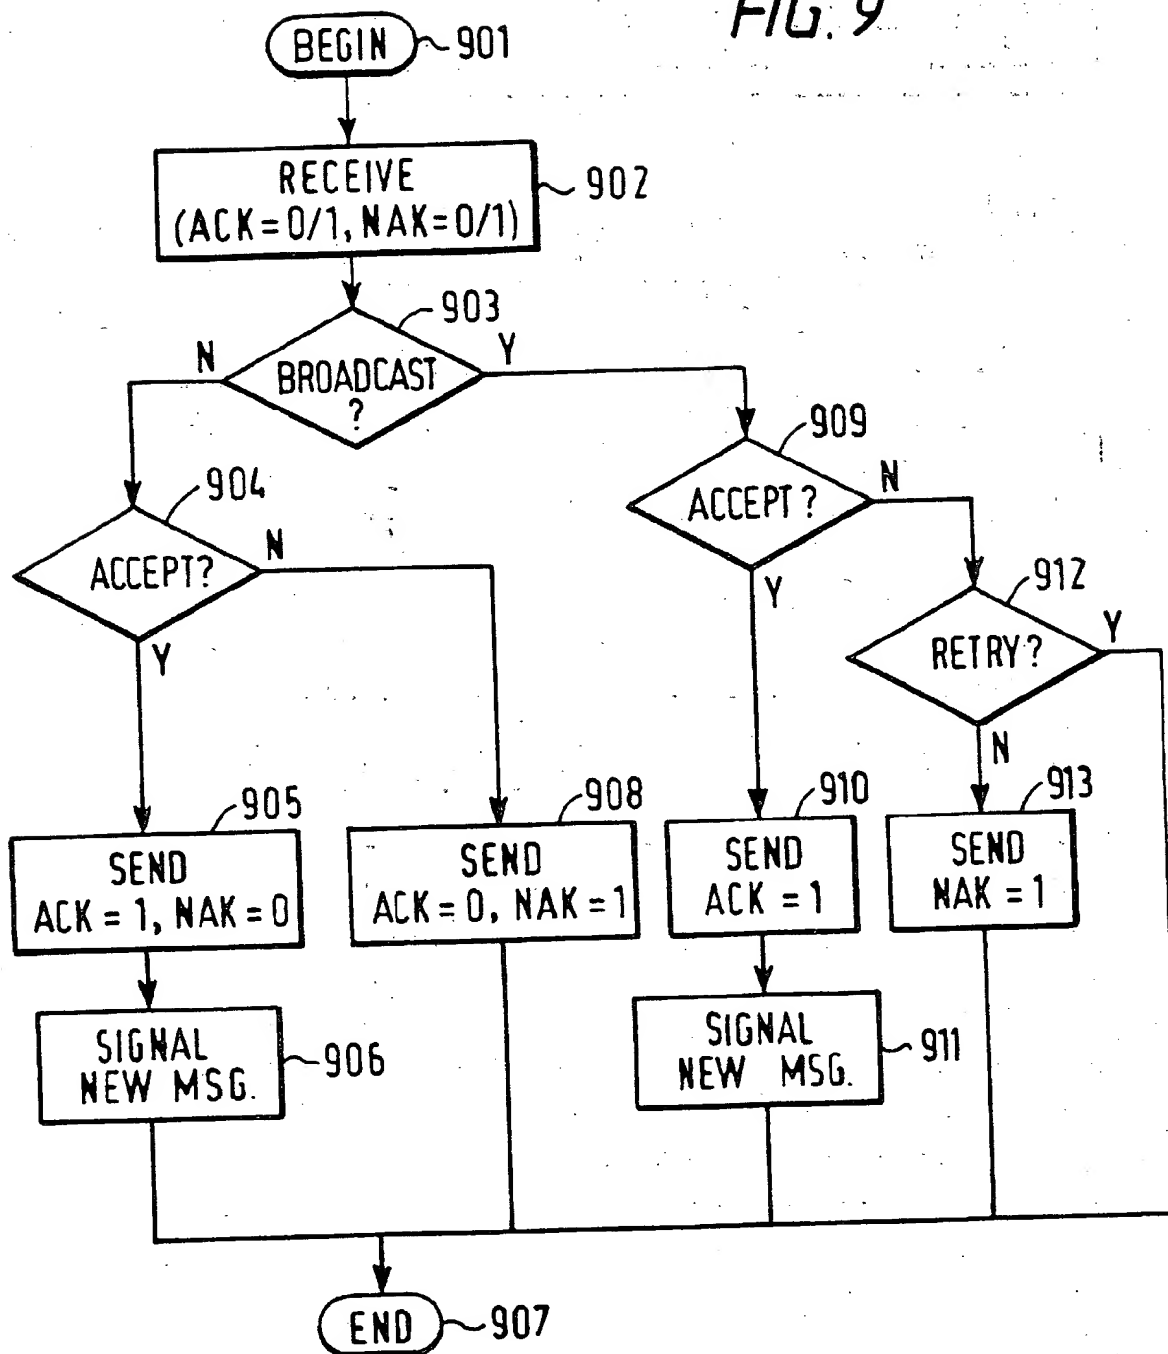 FIG. 9
BEGIN 901
RECEIVE
(ACK=0/1, NAK=0/1)
902
903
N
Y
BROADCAST
?
909
904
N
ACCEPT?
N
ACCEPT?
912
Y
Y
Y
RETRY?
N
905
908
910
913
SEND
ACK = 1, NAK=0
SEND
ACK=0, NAK=1
SEND
ACK = 1
SEND
NAK = 1
SIGNAL
NEW MSG.
906
SIGNAL
NEW MSG.
911
END 907